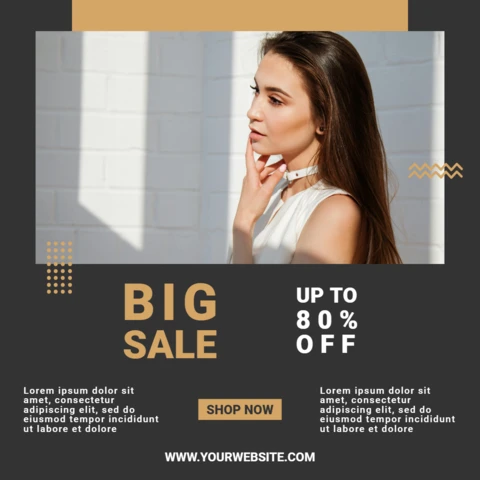 BIG
SALE
UP TO
80%
OFF
Lorem ipsum dolor sit
amet, consectetur
adipiscing elit, sed do
eiusmod tempor incididunt
ut labore et dolore
SHOP NOW
Lorem ipsum dolor sit
amet, consectetur
adipiscing elit, sed do
eiusmod tempor incididunt
ut labore et dolore
WWW.YOURWEBSITE.COM